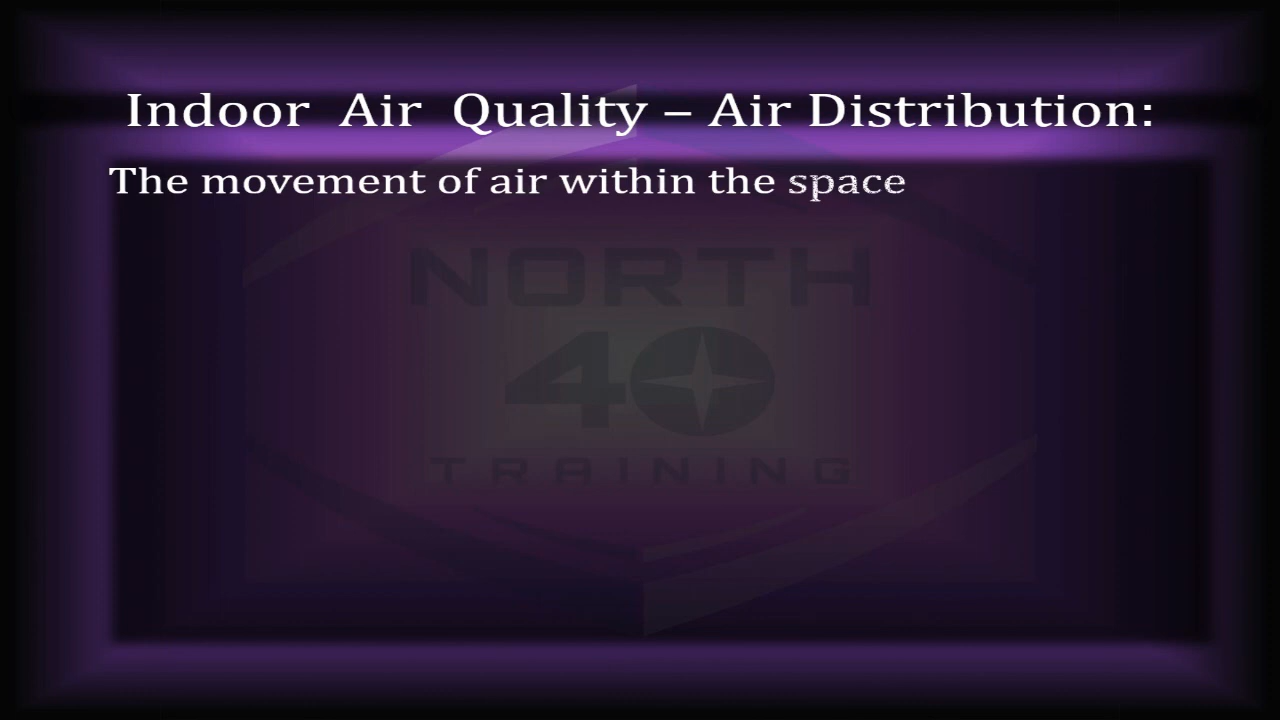 Indoor Air Quality – Air Distribution:
The movement of air within the space
NORTH
40
TRAINING